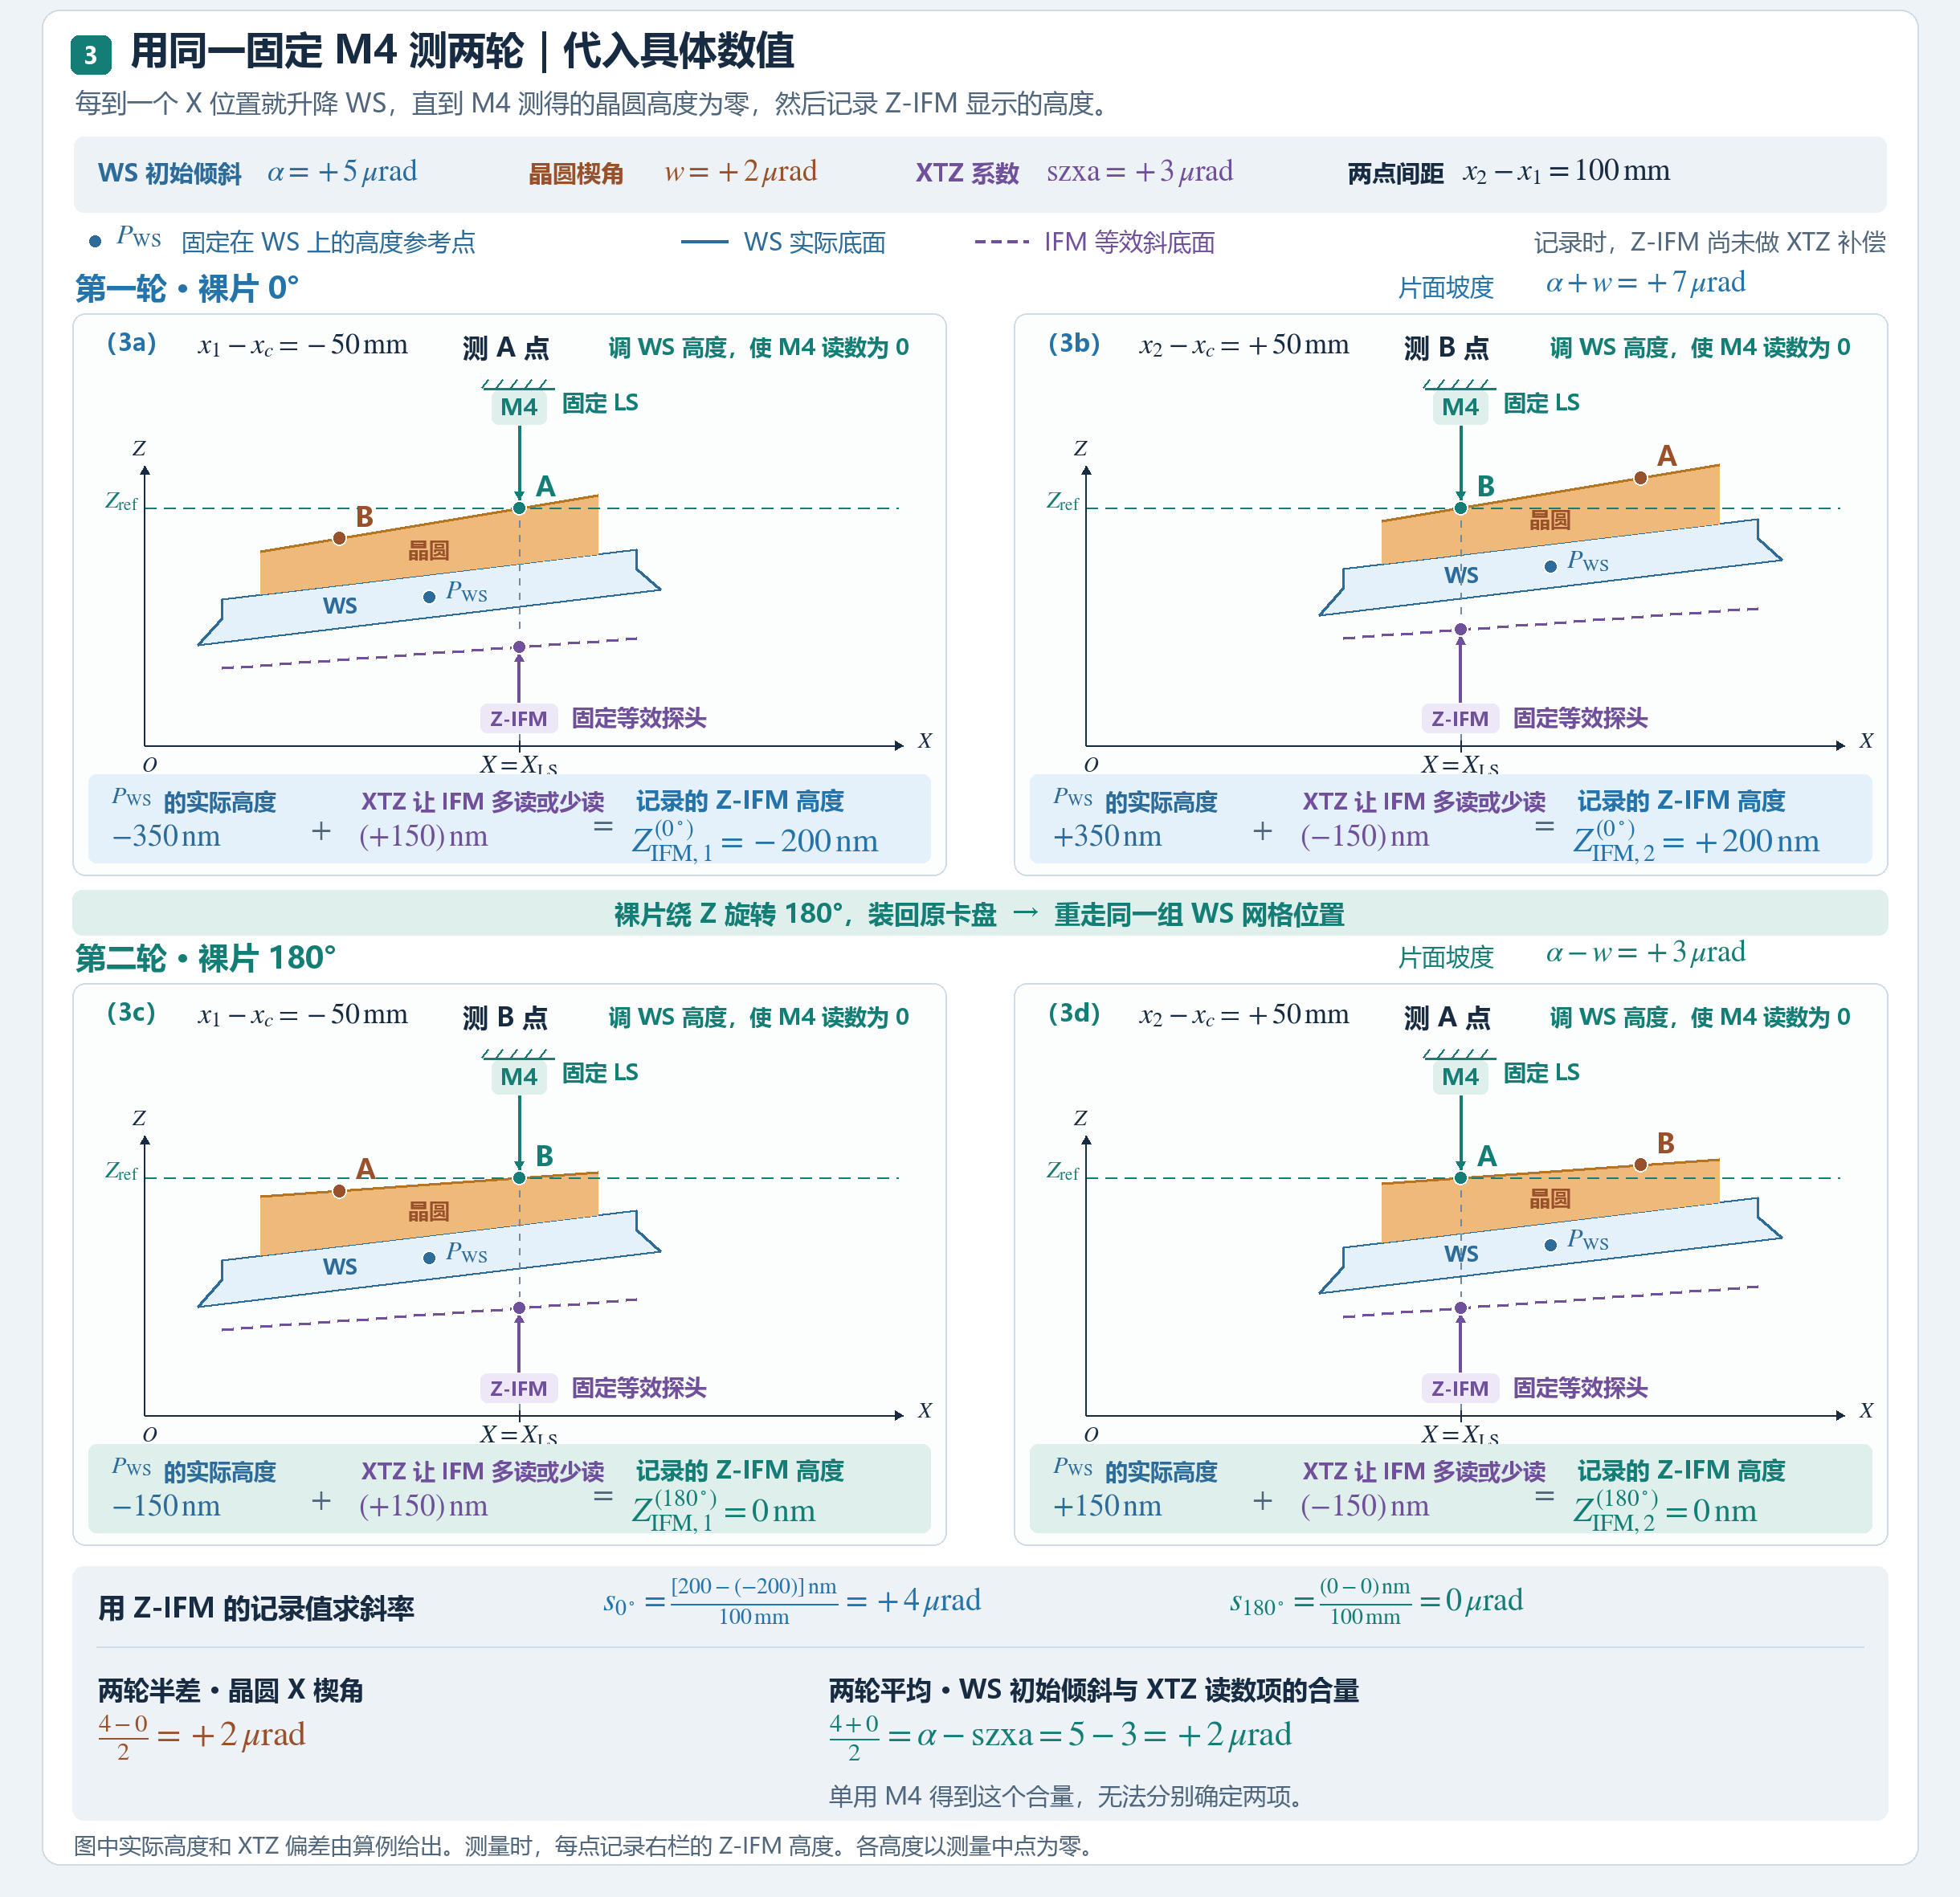 3 用同一固定 M4 测两轮｜代入具体数值
每到一个 X 位置就升降 WS，直到 M4 测得的晶圆高度为零，然后记录 Z-IFM 显示的高度。
WS 初始倾斜 α = +5 μrad 晶圆楔角 w = +2 μrad XTZ 系数 szxa = +3 μrad 两点间距 x₂ − x₁ = 100 mm
P_WS 固定在 WS 上的高度参考点 WS 实际底面 IFM 等效斜底面 记录时，Z-IFM 尚未做 XTZ 补偿
第一轮・裸片 0° 片面坡度 α + w = +7 μrad
（3a） x₁ − x_c = −50 mm 测 A 点 调 WS 高度，使 M4 读数为 0
M4 固定 LS
Z
Z_ref
A
B
晶圆
WS
P_WS
Z-IFM 固定等效探头
X
O
X = X_LS
P_WS 的实际高度 XTZ 让 IFM 多读或少读 记录的 Z-IFM 高度
−350 nm + (+150) nm = Z_IFM, 1^(0°) = −200 nm
（3b） x₂ − x_c = +50 mm 测 B 点 调 WS 高度，使 M4 读数为 0
M4 固定 LS
Z
A
Z_ref
B
晶圆
WS
P_WS
Z-IFM 固定等效探头
X
O
X = X_LS
P_WS 的实际高度 XTZ 让 IFM 多读或少读 记录的 Z-IFM 高度
+350 nm + (−150) nm = Z_IFM, 2^(0°) = +200 nm
裸片绕 Z 旋转 180°，装回原卡盘 → 重走同一组 WS 网格位置
第二轮・裸片 180° 片面坡度 α − w = +3 μrad
（3c） x₁ − x_c = −50 mm 测 B 点 调 WS 高度，使 M4 读数为 0
M4 固定 LS
Z
Z_ref
B
A
晶圆
WS
P_WS
Z-IFM 固定等效探头
X
O
X = X_LS
P_WS 的实际高度 XTZ 让 IFM 多读或少读 记录的 Z-IFM 高度
−150 nm + (+150) nm = Z_IFM, 1^(180°) = 0 nm
（3d） x₂ − x_c = +50 mm 测 A 点 调 WS 高度，使 M4 读数为 0
M4 固定 LS
Z
B
Z_ref
A
晶圆
WS
P_WS
Z-IFM 固定等效探头
X
O
X = X_LS
P_WS 的实际高度 XTZ 让 IFM 多读或少读 记录的 Z-IFM 高度
+150 nm + (−150) nm = Z_IFM, 2^(180°) = 0 nm
用 Z-IFM 的记录值求斜率 s_0° = [200 − (−200)] nm / 100 mm = +4 μrad s_180° = (0 − 0) nm / 100 mm = 0 μrad
两轮半差・晶圆 X 楔角
4 − 0 / 2 = +2 μrad
两轮平均・WS 初始倾斜与 XTZ 读数项的合量
4 + 0 / 2 = α − szxa = 5 − 3 = +2 μrad
单用 M4 得到这个合量，无法分别确定两项。
图中实际高度和 XTZ 偏差由算例给出。测量时，每点记录右栏的 Z-IFM 高度。各高度以测量中点为零。